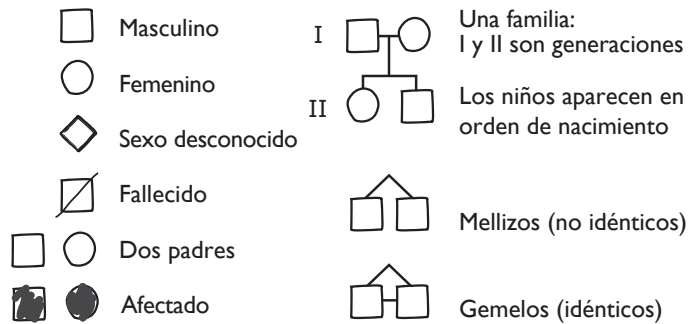 Masculino
Femenino
Sexo desconocido
Fallecido
Dos padres
Afectado
I
Una familia:
I y II son generaciones
II
Los niños aparecen en
orden de nacimiento
Mellizos (no idénticos)
Gemelos (idénticos)